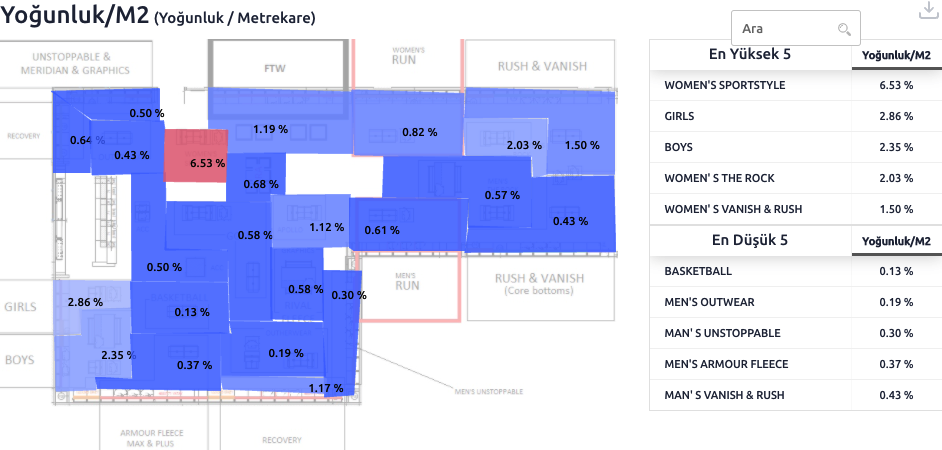 Yoğunluk/M2 (Yoğunluk / Metrekare)
Ara
UNSTOPPABLE &
MERIDIAN & GRAPHICS
FTW
WOMEN'S
RUN
RUSH & VANISH
RECOVERY
0.50 %
0.64 %
0.43 %
6.53 %
1.19 %
0.82 %
2.03 %
1.50 %
0.68 %
0.57 %
0.58 %
1.12 %
0.61 %
0.43 %
0.50 %
0.58 %
0.30 %
MEN'S
RUN
RUSH & VANISH
(Core bottoms)
GIRLS
2.86 %
0.13 %
BOYS
2.35 %
0.37 %
0.19 %
1.17 %
MEN'S UNSTOPPABLE
ARMOUR FLEECE
MAX & PLUS
RECOVERY
En Yüksek 5 Yoğunluk/M2
WOMEN'S SPORTSTYLE 6.53 %
GIRLS 2.86 %
BOYS 2.35 %
WOMEN' S THE ROCK 2.03 %
WOMEN' S VANISH & RUSH 1.50 %
En Düşük 5 Yoğunluk/M2
BASKETBALL 0.13 %
MEN'S OUTWEAR 0.19 %
MAN' S UNSTOPPABLE 0.30 %
MEN'S ARMOUR FLEECE 0.37 %
MAN' S VANISH & RUSH 0.43 %